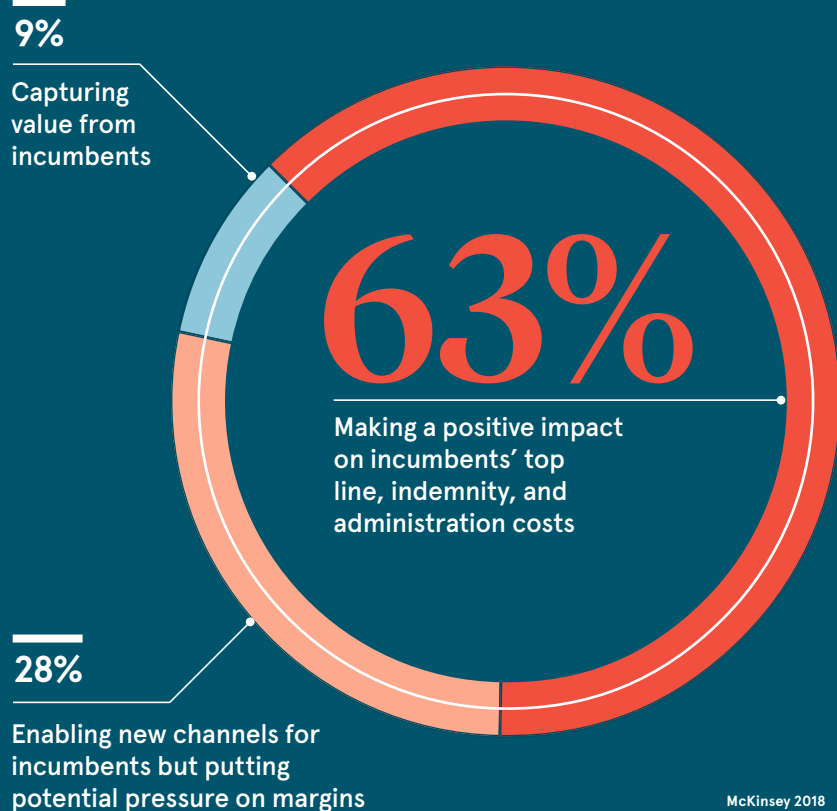 9%
Capturing
value from
incumbents
63%
Making a positive impact
on incumbents’ top
line, indemnity, and
administration costs
28%
Enabling new channels for
incumbents but putting
potential pressure on margins
McKinsey 2018